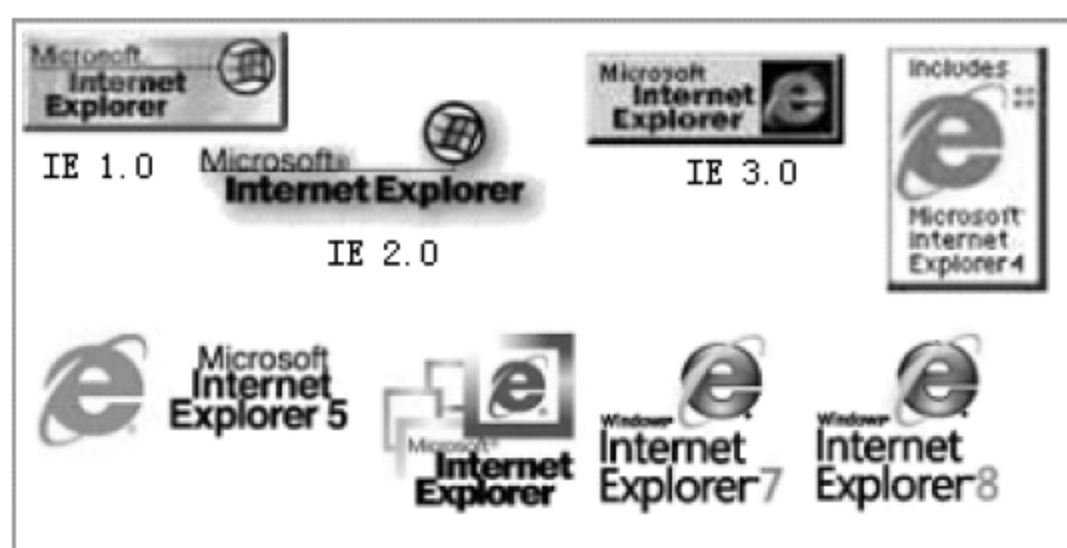 Microsoft
Internet
Explorer
IE 1.0
Microsoft®
Internet Explorer
IE 2.0
Microsoft
Internet
Explorer
IE 3.0
Includes
Microsoft
Internet
Explorer 4
Microsoft
Internet
Explorer 5
Microsoft®
Internet
Explorer
Windows®
Internet
Explorer 7
Windows®
Internet
Explorer 8